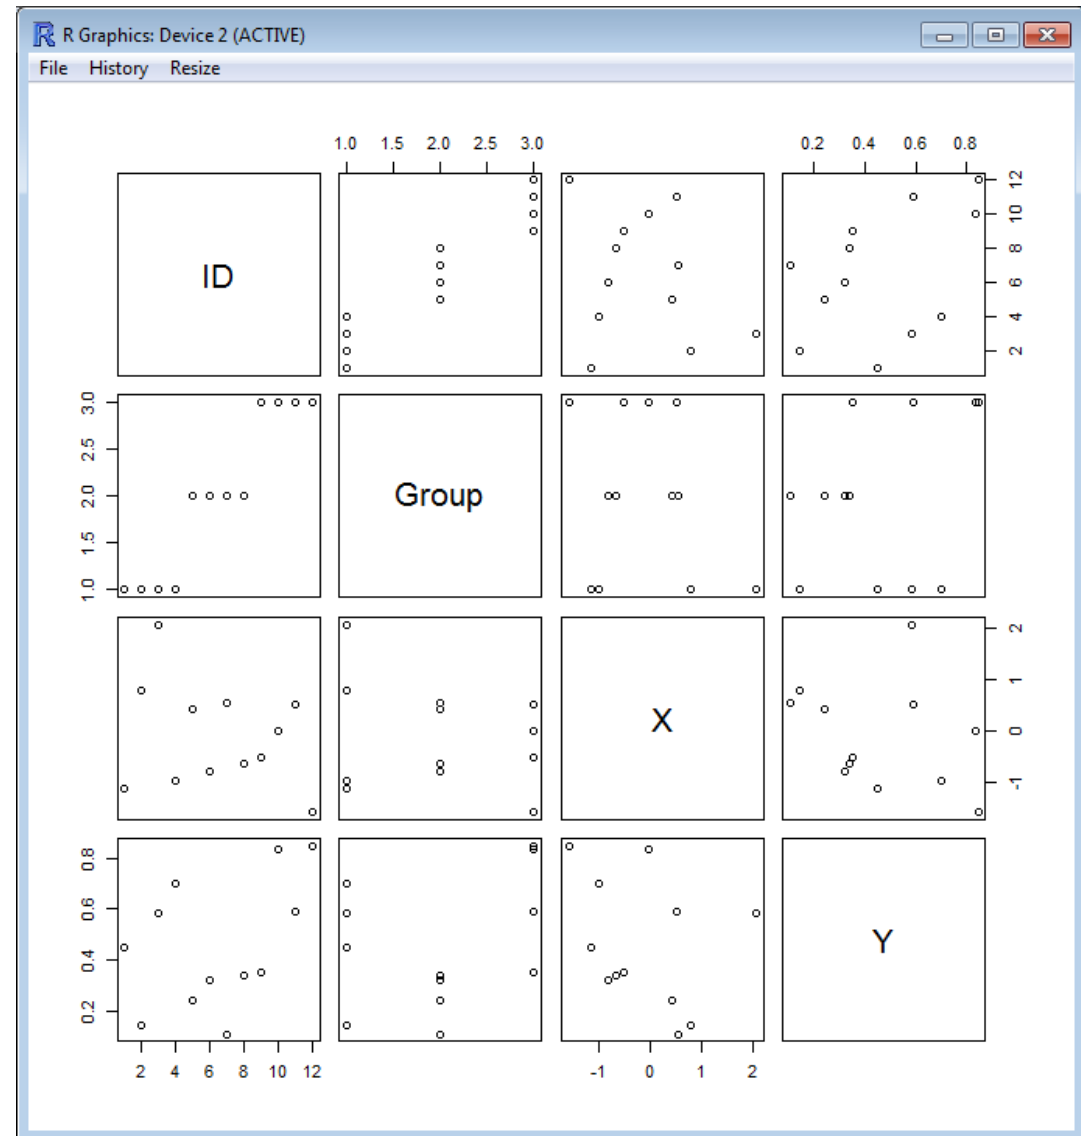 R Graphics: Device 2 (ACTIVE)
File History Resize
1.0 1.5 2.0 2.5 3.0 0.2 0.4 0.6 0.8
ID
2 4 6 8 10 12
1.0 1.5 2.0 2.5 3.0
Group
X
-1 0 1 2
0.2 0.4 0.6 0.8
Y
2 4 6 8 10 12 -1 0 1 2